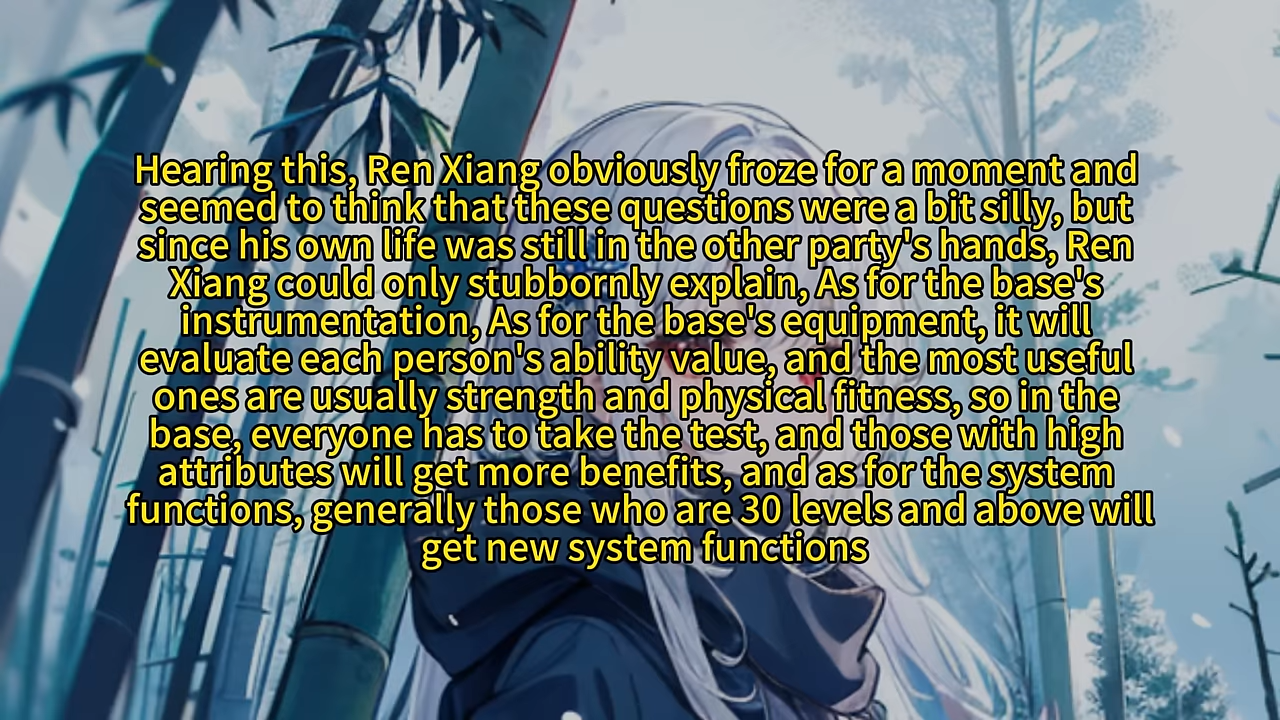 Hearing this, Ren Xiang obviously froze for a moment and
seemed to think that these questions were a bit silly, but
since his own life was still in the other party's hands, Ren
Xiang could only stubbornly explain, As for the base's
instrumentation, As for the base's equipment, it will
evaluate each person's ability value, and the most useful
ones are usually strength and physical fitness, so in the
base, everyone has to take the test, and those with high
attributes will get more benefits, and as for the system
functions, generally those who are 30 levels and above will
get new system functions